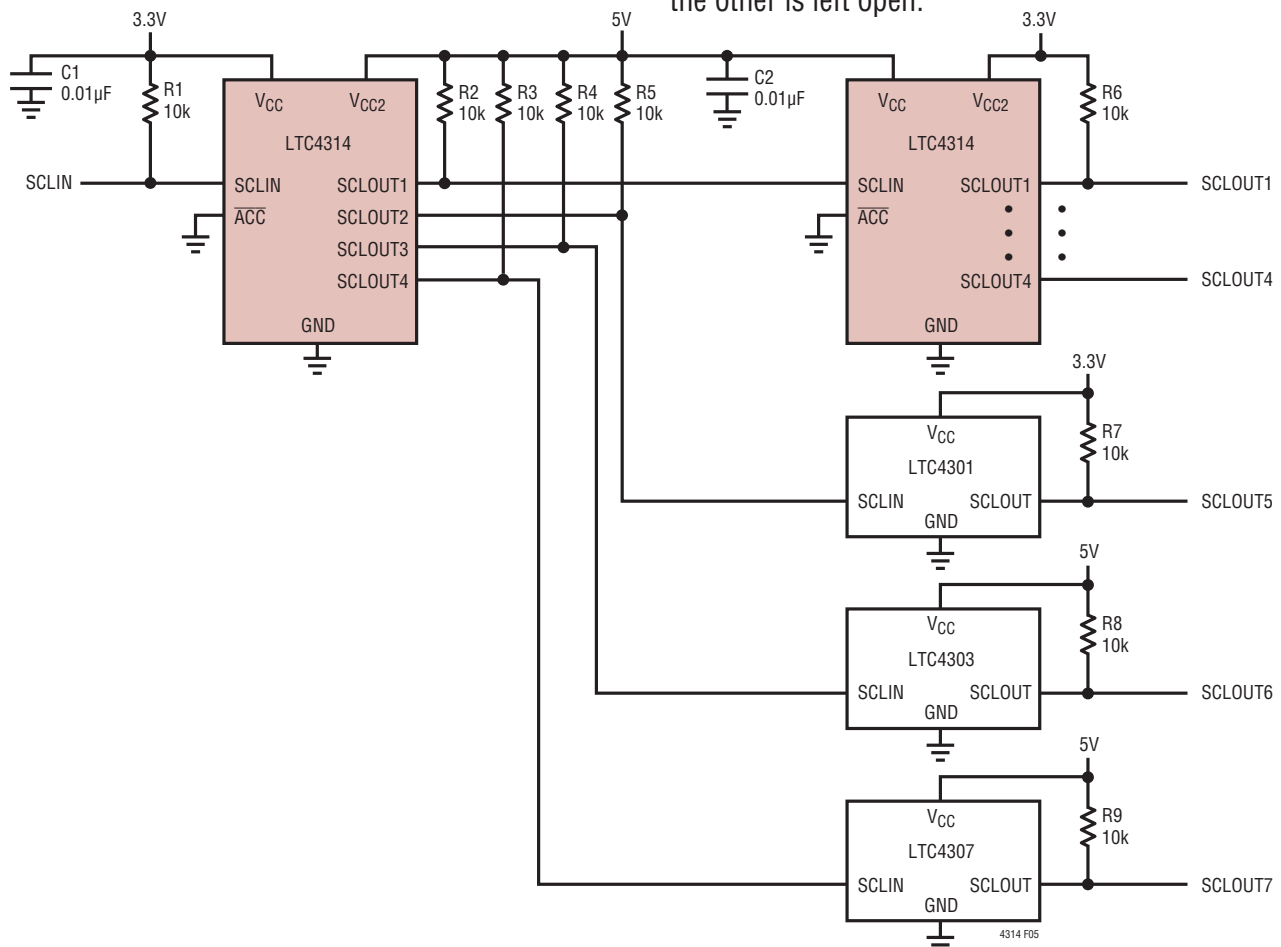 the other is left open.
3.3V
5V
3.3V
C1
0.01µF
R1
10k
VCC
VCC2
LTC4314
SCLIN
SCLIN
ACC
SCLOUT1
SCLOUT2
SCLOUT3
SCLOUT4
GND
R2
10k
R3
10k
R4
10k
R5
10k
C2
0.01µF
VCC
VCC2
LTC4314
SCLIN
ACC
SCLOUT1
SCLOUT4
GND
R6
10k
SCLOUT1
SCLOUT4
3.3V
VCC
LTC4301
SCLIN
SCLOUT
GND
R7
10k
SCLOUT5
5V
VCC
LTC4303
SCLIN
SCLOUT
GND
R8
10k
SCLOUT6
5V
VCC
LTC4307
SCLIN
SCLOUT
GND
R9
10k
SCLOUT7
4314 F05